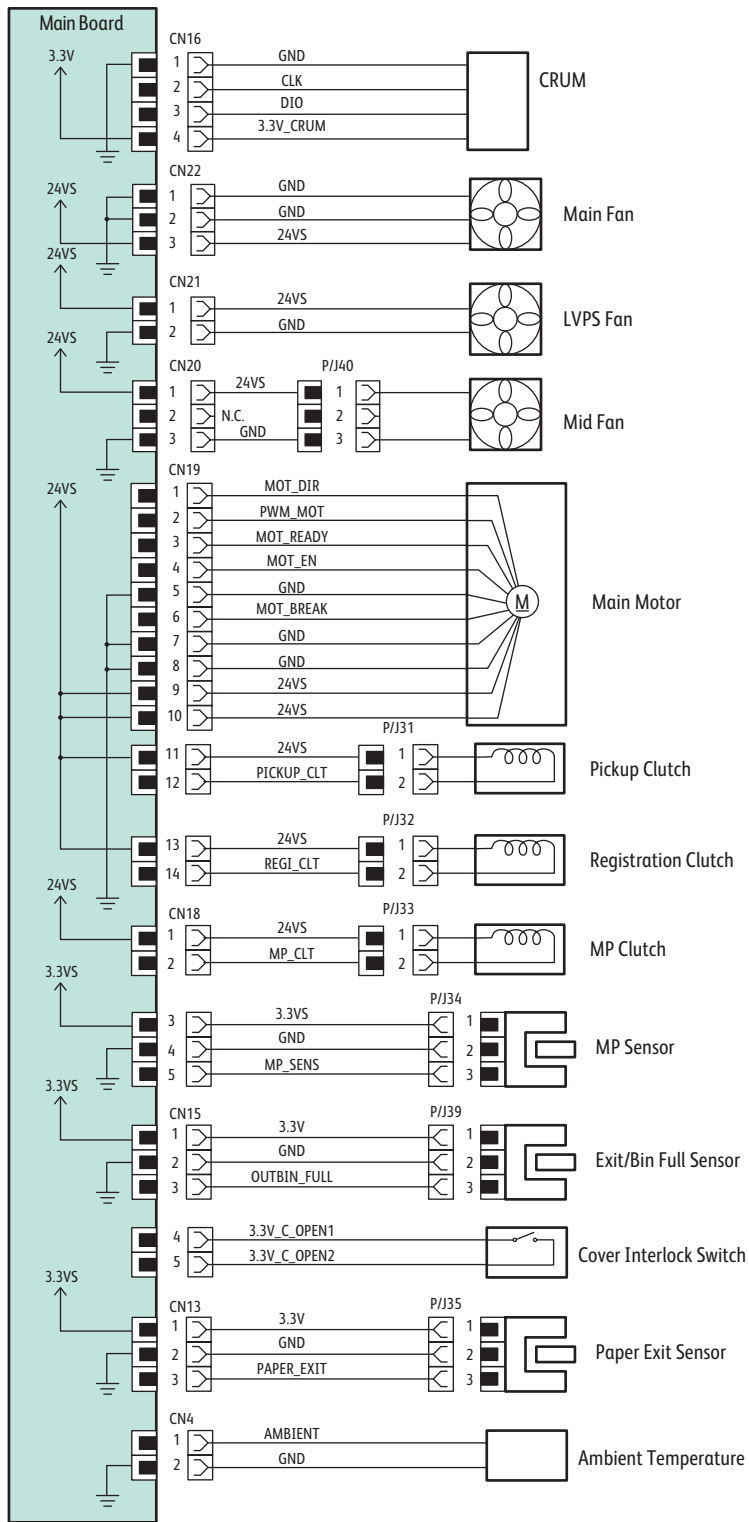 Main Board
CN16
3.3V
1 GND
2 CLK
3 DIO
4 3.3V_CRUM
CRUM
CN22
24VS
1 GND
2 GND
3 24VS
Main Fan
24VS
CN21
1 24VS
2 GND
LVPS Fan
24VS
CN20 P/J40
1 24VS 1
2 N.C. 2
3 GND 3
Mid Fan
CN19
24VS
1 MOT_DIR
2 PWM_MOT
3 MOT_READY
4 MOT_EN
5 GND
6 MOT_BREAK
7 GND
8 GND
9 24VS
10 24VS
M
Main Motor
P/J31
11 24VS 1
12 PICKUP_CLT 2
Pickup Clutch
P/J32
13 24VS 1
14 REGI_CLT 2
Registration Clutch
24VS
CN18 P/J33
1 24VS 1
2 MP_CLT 2
MP Clutch
3.3VS
P/J34
3 3.3VS 1
4 GND 2
5 MP_SENS 3
MP Sensor
3.3VS
CN15 P/J39
1 3.3V 1
2 GND 2
3 OUTBIN_FULL 3
Exit/Bin Full Sensor
4 3.3V_C_OPEN1
5 3.3V_C_OPEN2
Cover Interlock Switch
3.3VS
CN13 P/J35
1 3.3V 1
2 GND 2
3 PAPER_EXIT 3
Paper Exit Sensor
CN4
1 AMBIENT
2 GND
Ambient Temperature